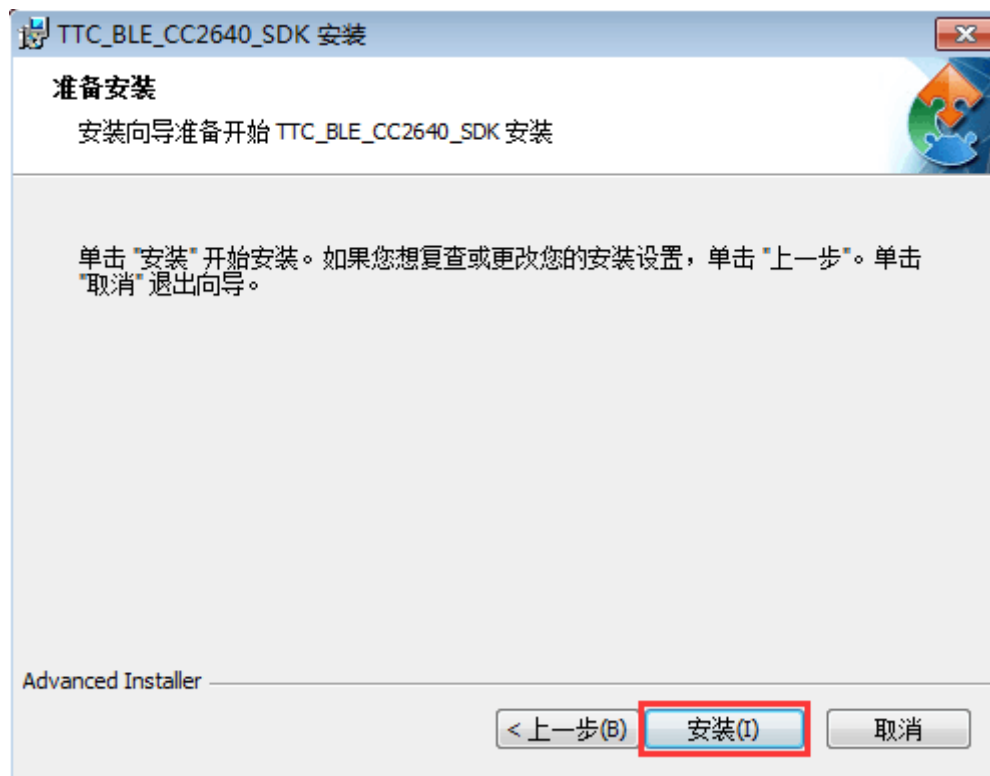 TTC_BLE_CC2640_SDK 安装
准备安装
安装向导准备开始 TTC_BLE_CC2640_SDK 安装
单击 "安装" 开始安装。如果您想复查或更改您的安装设置，单击 "上一步"。单击
"取消" 退出向导。
Advanced Installer
< 上一步(B) 安装(I) 取消